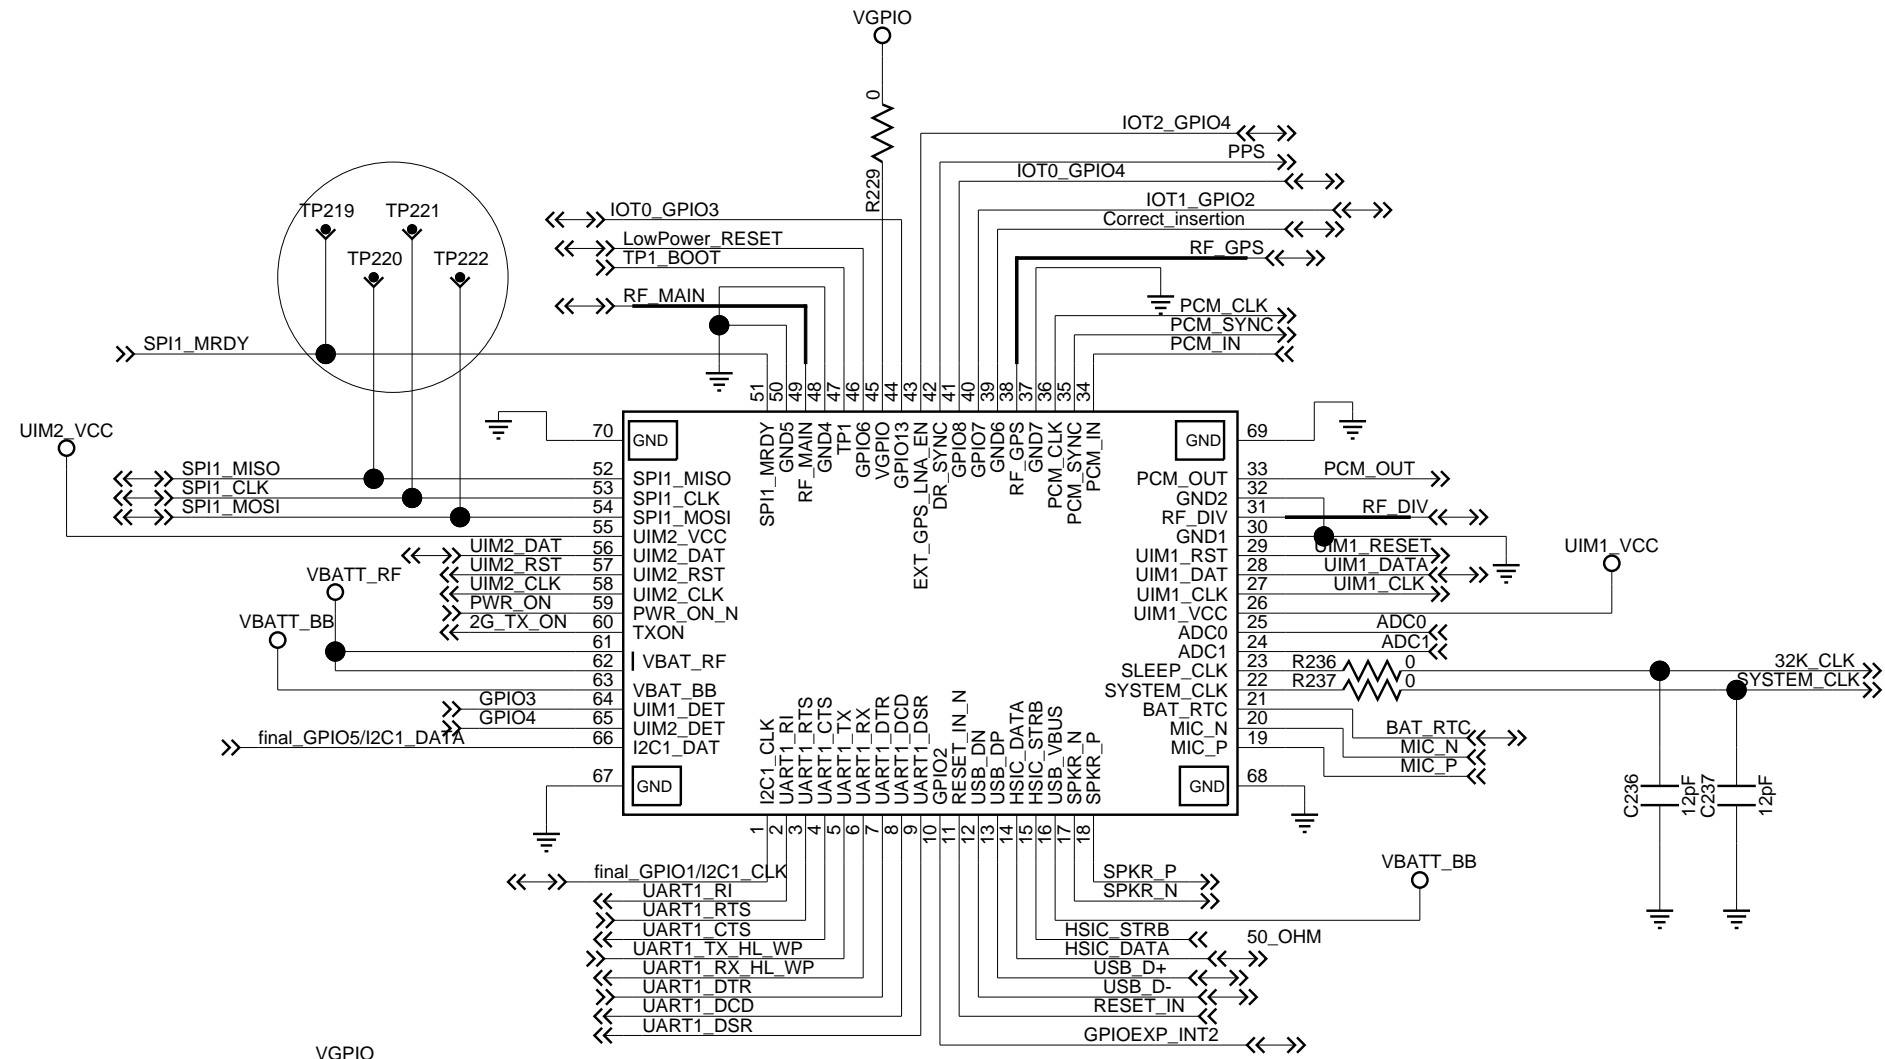 VGPIO
0
R229
IOT2_GPIO4
PPS
IOT0_GPIO4
IOT1_GPIO2
Correct_insertion
RF_GPS
PCM_CLK
PCM_SYNC
PCM_IN
IOT0_GPIO3
LowPower_RESET
TP1_BOOT
RF_MAIN
TP219
TP221
TP220
TP222
SPI1_MRDY
51
50
49
48
47
46
45
44
43
42
41
40
39
38
37
36
35
34
SPI1_MRDY
GND5
RF_MAIN
GND4
TP1
GPIO6
VGPIO
GPIO13
EXT_GPS_LNA_EN
DR_SYNC
GPIO8
GPIO7
GND6
RF_GPS
GND7
PCM_CLK
PCM_SYNC
PCM_IN
UIM2_VCC
70 GND
SPI1_MISO 52 SPI1_MISO
SPI1_CLK 53 SPI1_CLK
SPI1_MOSI 54 SPI1_MOSI
55 UIM2_VCC
UIM2_DAT 56 UIM2_DAT
UIM2_RST 57 UIM2_RST
UIM2_CLK 58 UIM2_CLK
PWR_ON 59 PWR_ON_N
2G_TX_ON 60 TXON
VBATT_RF
VBATT_BB
61
62 VBAT_RF
63 VBAT_BB
GPIO3 64 UIM1_DET
GPIO4 65 UIM2_DET
final_GPIO5/I2C1_DATA 66 I2C1_DAT
67 GND
GND 69
PCM_OUT 33 PCM_OUT
GND2 32
RF_DIV 31 RF_DIV
GND1 30
UIM1_RST 29 UIM1_RESET
UIM1_DAT 28 UIM1_DATA
UIM1_CLK 27 UIM1_CLK
UIM1_VCC 26
UIM1_VCC
ADC0 25 ADC0
ADC1 24 ADC1
SLEEP_CLK 23 R236 0 32K_CLK
SYSTEM_CLK 22 R237 0 SYSTEM_CLK
BAT_RTC 21 BAT_RTC
MIC_N 20 MIC_N
MIC_P 19 MIC_P
GND 68
C236
12pF
C237
12pF
I2C1_CLK
UART1_RI
UART1_RTS
UART1_CTS
UART1_TX
UART1_RX
UART1_DTR
UART1_DCD
UART1_DSR
GPIO2
RESET_IN_N
USB_DN
USB_DP
HSIC_DATA
HSIC_STRB
USB_VBUS
SPKR_N
SPKR_P
1
2
3
4
5
6
7
8
9
10
11
12
13
14
15
16
17
18
final_GPIO1/I2C1_CLK
UART1_RI
UART1_RTS
UART1_CTS
UART1_TX_HL_WP
UART1_RX_HL_WP
UART1_DTR
UART1_DCD
UART1_DSR
SPKR_P
SPKR_N
VBATT_BB
HSIC_STRB
50_OHM
HSIC_DATA
USB_D+
USB_D-
RESET_IN
GPIOEXP_INT2
VGPIO